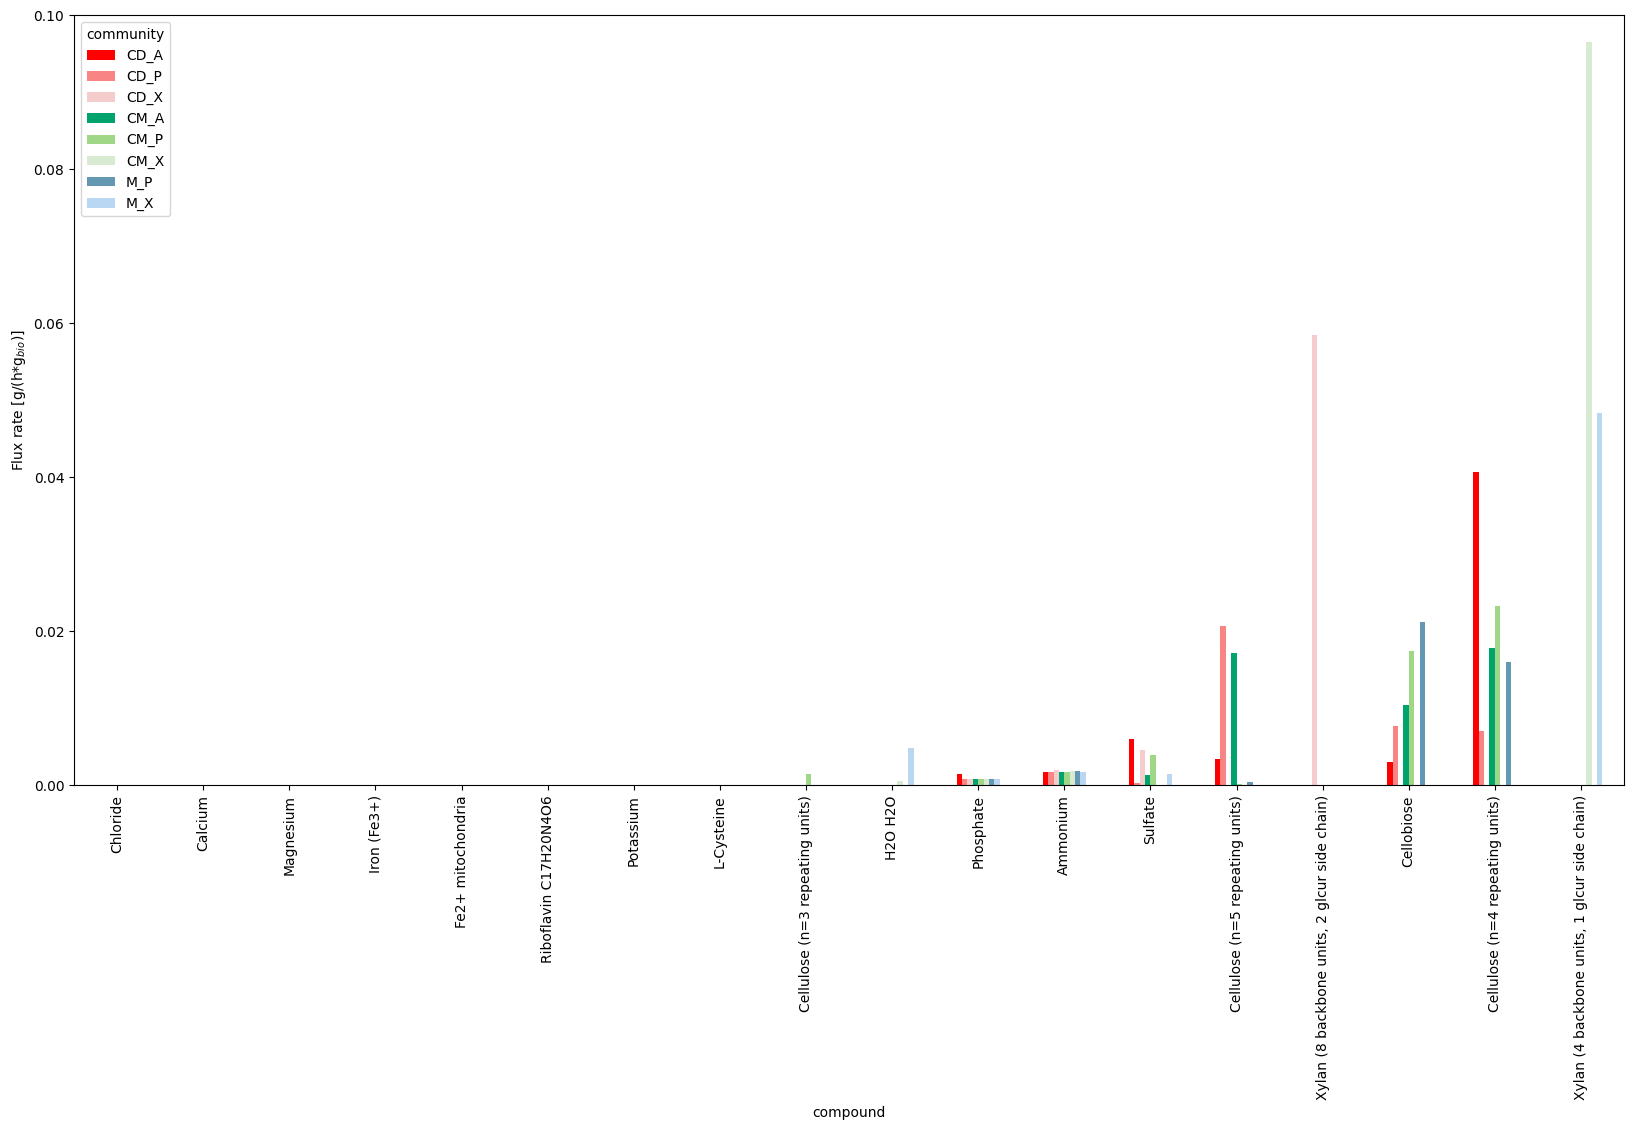 community
CD_A
CD_P
CD_X
CM_A
CM_P
CM_X
M_P
M_X
Flux rate [g/(h*g_bio)]
0.10
0.08
0.06
0.04
0.02
0.00
Chloride
Calcium
Magnesium
Iron (Fe3+)
Fe2+ mitochondria
Riboflavin C17H20N4O6
Potassium
L-Cysteine
Cellulose (n=3 repeating units)
H2O H2O
Phosphate
Ammonium
Sulfate
Cellulose (n=5 repeating units)
Xylan (8 backbone units, 2 glcur side chain)
Cellobiose
Cellulose (n=4 repeating units)
Xylan (4 backbone units, 1 glcur side chain)
compound